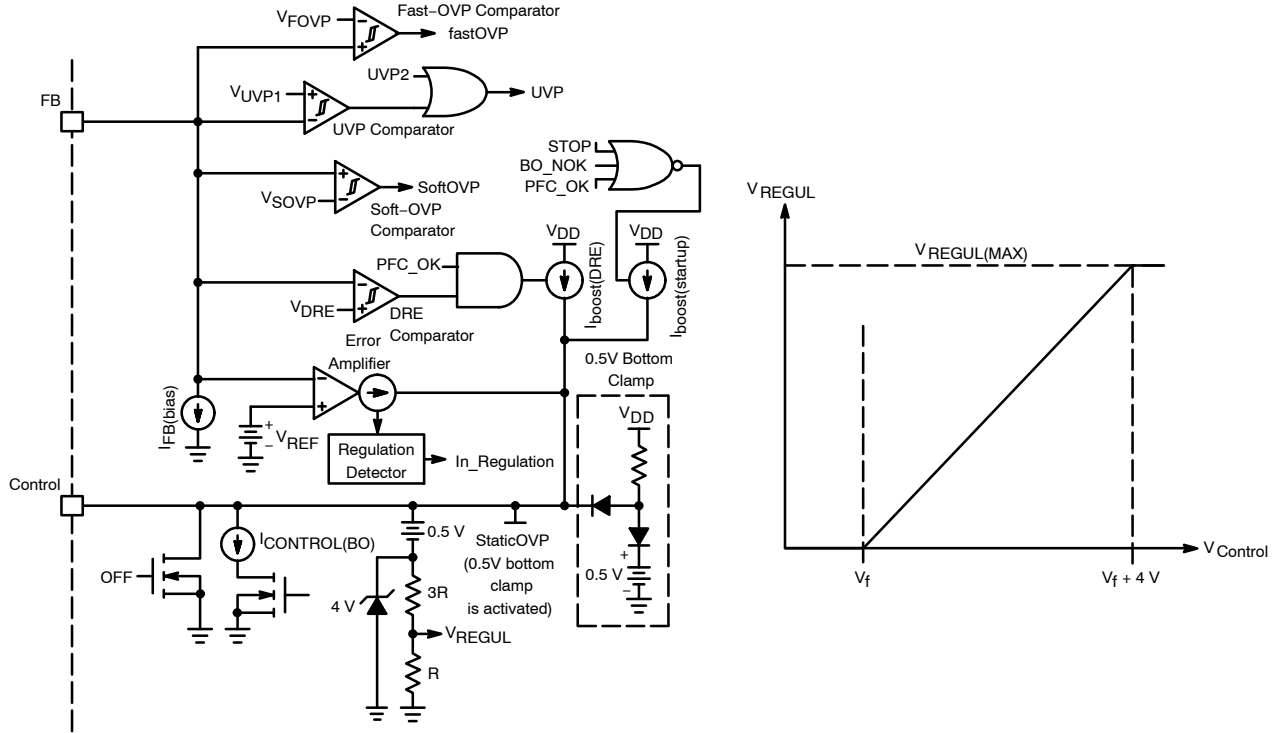 Fast−OVP Comparator
VFOVP
−
+
fastOVP
FB
UVP2
VUVP1
+
−
UVP
UVP Comparator
STOP
BO_NOK
PFC_OK
+
−
SoftOVP
VSOVP
Soft−OVP
Comparator
VDD
VDD
PFC_OK
Iboost(DRE)
Iboost(startup)
−
+
VDRE
DRE
Comparator
Error
Amplifier
0.5V Bottom
Clamp
−
+
IFB(bias)
+
−
VREF
VDD
Regulation
Detector
In_Regulation
Control
ICONTROL(BO)
0.5 V
StaticOVP
(0.5V bottom
clamp
is activated)
OFF
4 V
3R
VREGUL
R
+
0.5 V
−
VREGUL
VREGUL(MAX)
VControl
Vf
Vf + 4 V